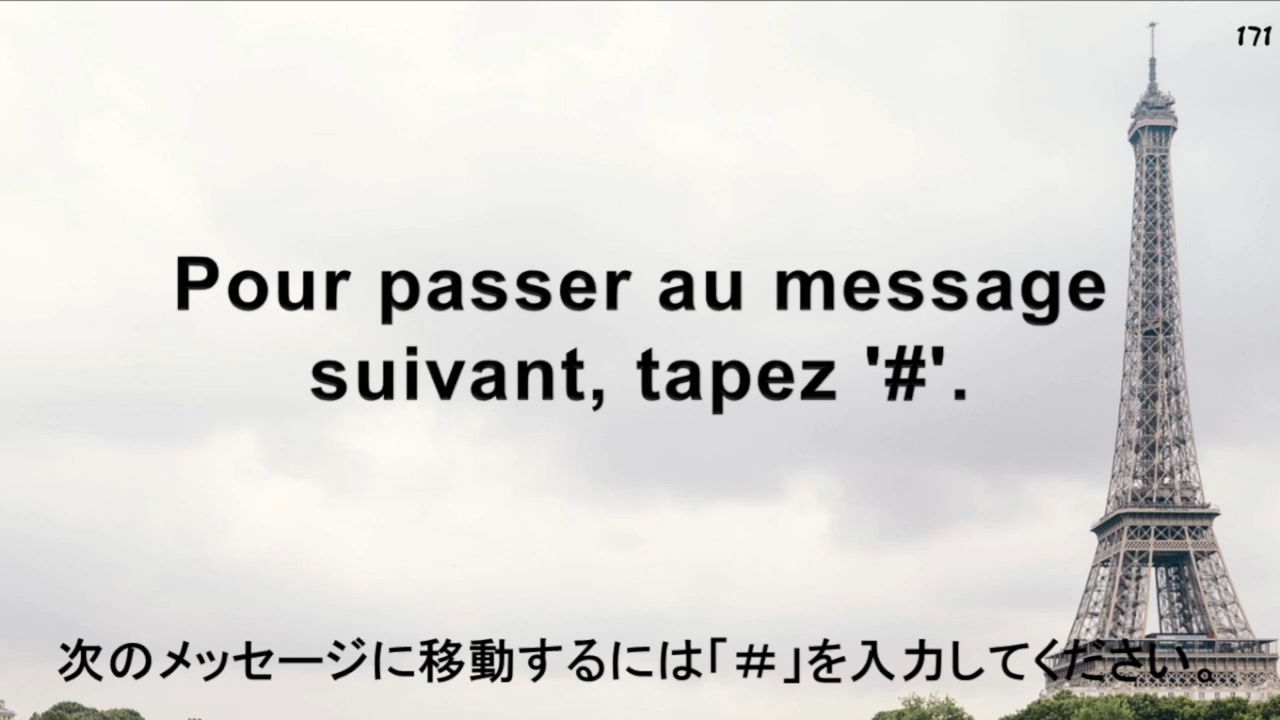 171
Pour passer au message
suivant, tapez '#'.
次のメッセージに移動するには「＃」を入力してください。